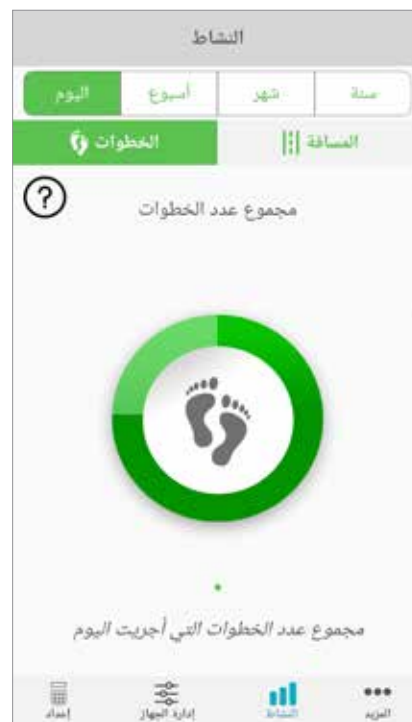 النشاط
سنة شهر أسبوع اليوم
المسافة الخطوات
?
مجموع عدد الخطوات
مجموع عدد الخطوات التي أجريت اليوم
المزيد النشاط إدارة الجهاز إعداد